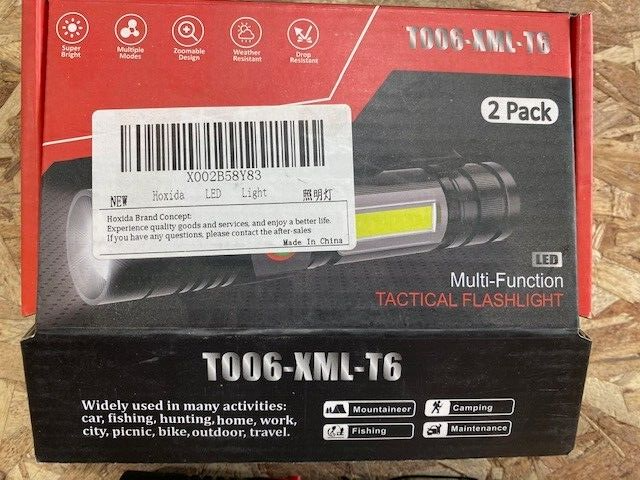 Super
Bright
Multiple
Modes
Zoomable
Design
Weather
Resistant
Drop
Resistant
T006-XML-T6
2 Pack
X002B58Y83
NEW Hoxida LED Light 照明灯
Hoxida Brand Concept:
Experience quality goods and services, and enjoy a better life.
If you have any questions, please contact the after-sales
Made In China
LED
Multi-Function
TACTICAL FLASHLIGHT
T006-XML-T6
Widely used in many activities:
car, fishing, hunting, home, work,
city, picnic, bike, outdoor, travel.
Mountaineer
Camping
Fishing
Maintenance